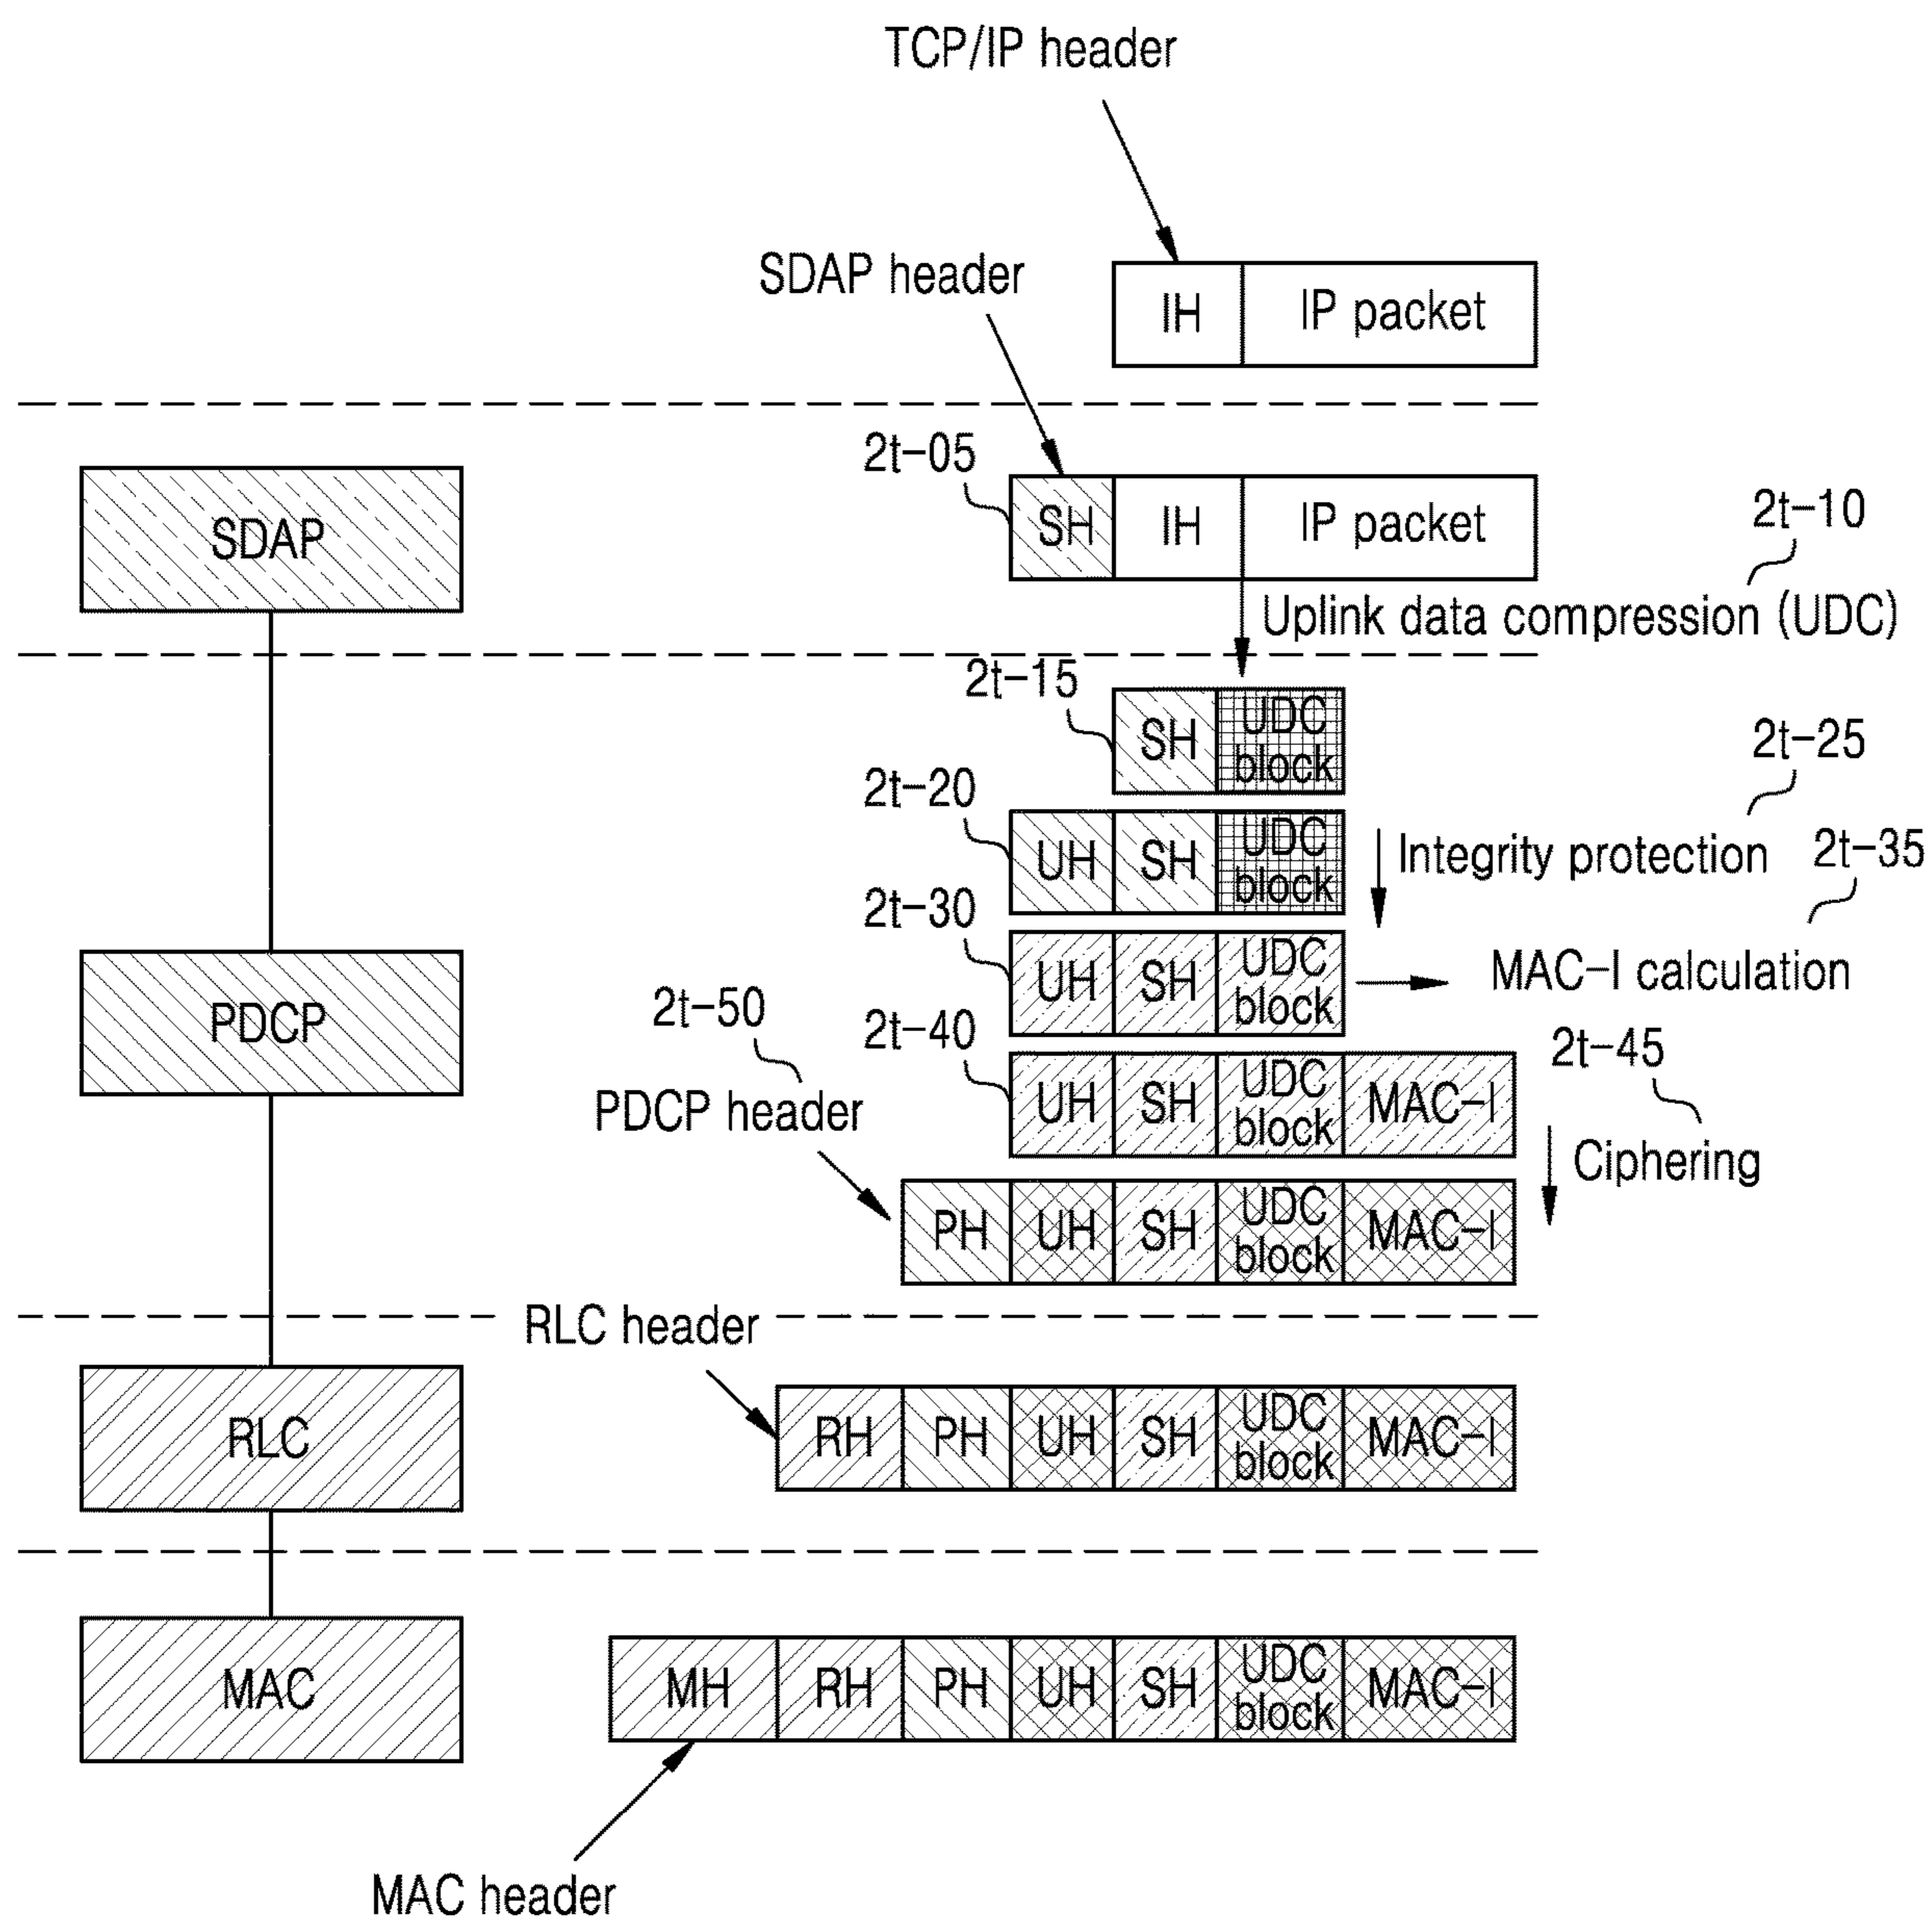 TCP/IP header
SDAP header
IH IP packet
2t-05
SDAP
SH IH IP packet
2t-10
Uplink data compression (UDC)
2t-15
SH UDC
block
2t-20
2t-25
UH SH UDC
block
Integrity protection
2t-35
2t-30
UH SH UDC
block
MAC-I calculation
PDCP
2t-50
2t-40
2t-45
PDCP header
UH SH UDC
block
MAC-I
Ciphering
PH UH SH UDC
block
MAC-I
RLC header
RLC
RH PH UH SH UDC
block
MAC-I
MAC
MH RH PH UH SH UDC
block
MAC-I
MAC header